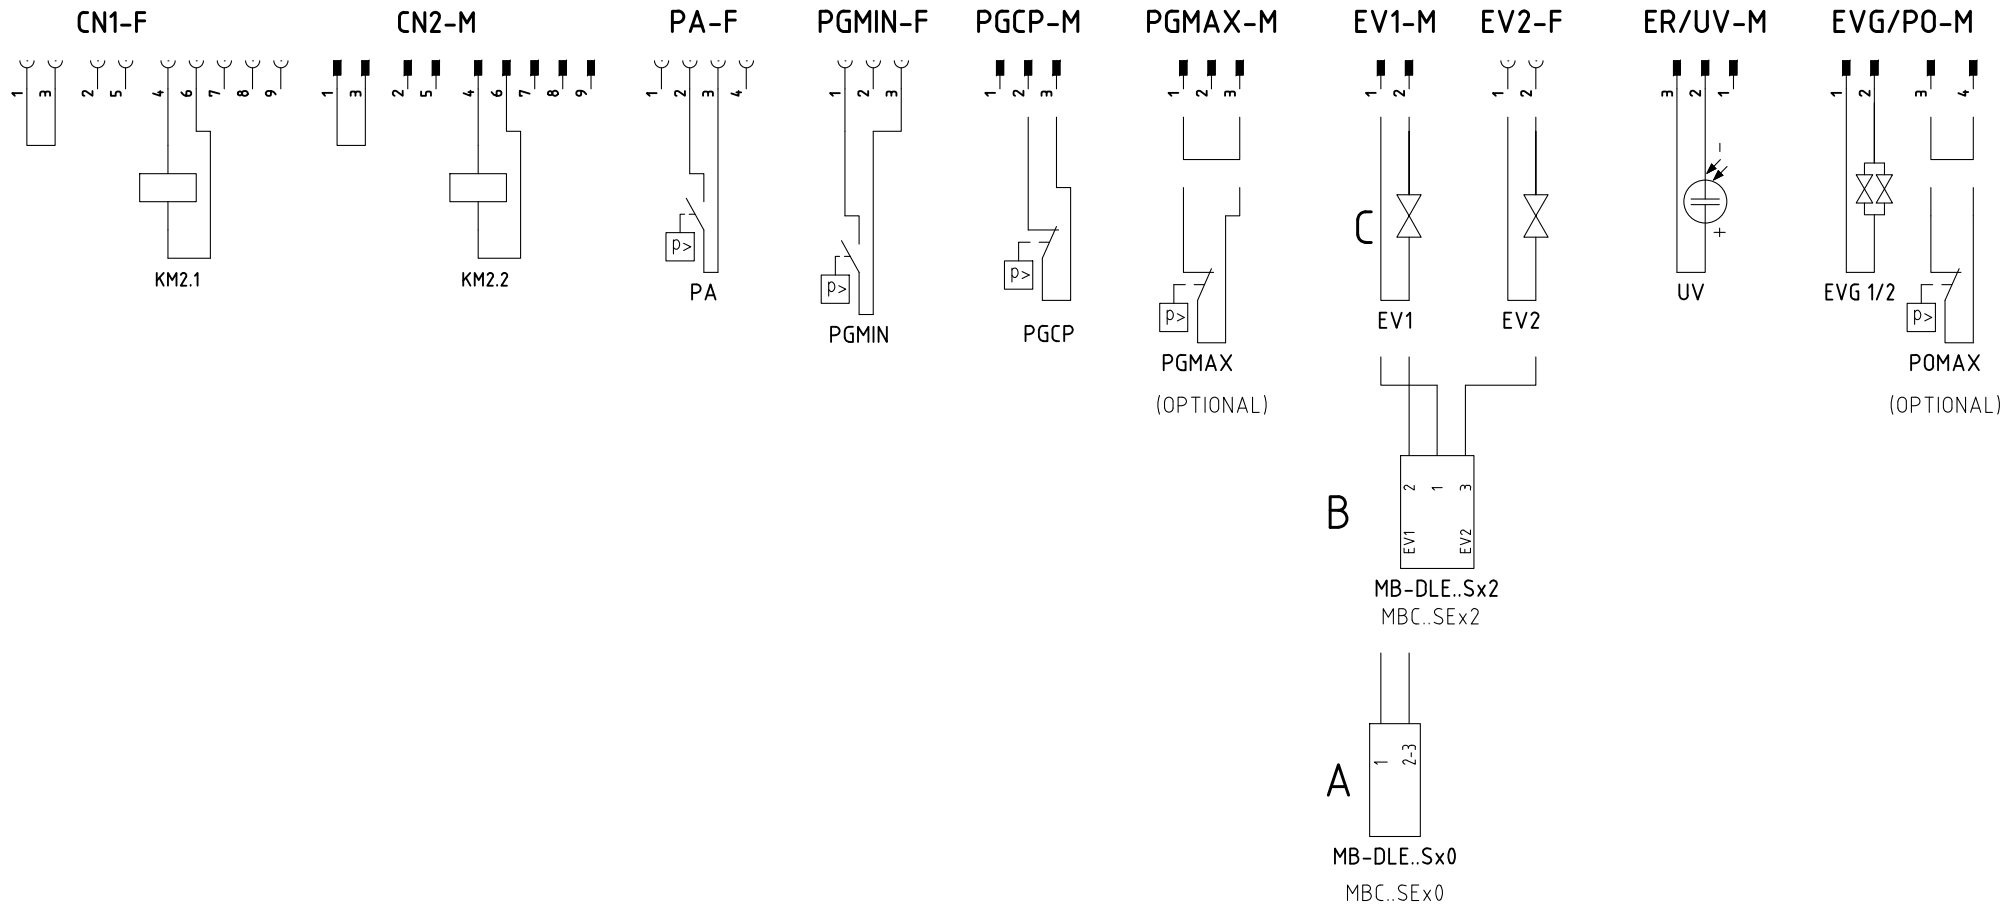 CN1-F CN2-M PA-F PGMIN-F PGCP-M PGMAX-M EV1-M EV2-F ER/UV-M EVG/PO-M
1 3 2 5 4 6 7 8 9 1 3 2 5 4 6 7 8 9 1 2 3 4 1 2 3 1 2 3 1 2 3 1 2 1 2 3 2 1 1 2 3 4
-
C
+
p> p> p> p> p>
KM2.1 KM2.2 PA UV EVG 1/2
PGMIN PGCP EV1 EV2
PGMAX POMAX
(OPTIONAL) (OPTIONAL)
2 1 3
B
EV1 EV2
MB-DLE..Sx2
MBC..SEx2
1 2-3
A
MB-DLE..Sx0
MBC..SEx0